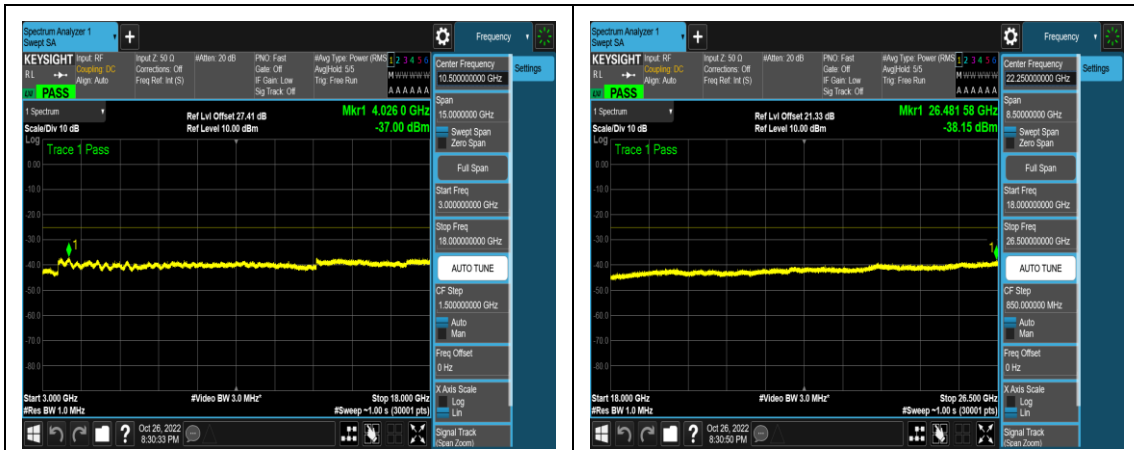 Spectrum Analyzer 1
Swept SA
+
Frequency
KEYSIGHT
Input: RF
Input Z: 50 Ω
#Atten: 20 dB
PNO: Fast
#Avg Type: Power (RMS
1 2 3 4 5 6
RL
Coupling: DC
Corrections: Off
Gate: Off
Avg|Hold: 5/5
M W W W W W
Align: Auto
Freq Ref: Int (S)
IF Gain: Low
Trig: Free Run
PASS
Sig Track: Off
A A A A A A
Center Frequency
10.500000000 GHz
Settings
1 Spectrum
Ref Lvl Offset 27.41 dB
Mkr1 4.026 0 GHz
Scale/Div 10 dB
Ref Level 10.00 dBm
-37.00 dBm
Log
Trace 1 Pass
0.00
-10.0
-20.0
-30.0
-40.0
-50.0
-60.0
-70.0
-80.0
1
Span
15.0000000 GHz
Swept Span
Zero Span
Full Span
Start Freq
3.000000000 GHz
Stop Freq
18.000000000 GHz
AUTO TUNE
CF Step
1.500000000 GHz
Auto
Man
Freq Offset
0 Hz
X Axis Scale
Log
Lin
Signal Track
(Span Zoom)
Start 3.000 GHz
#Video BW 3.0 MHz*
Stop 18.000 GHz
#Res BW 1.0 MHz
#Sweep ~1.00 s (30001 pts)
?
Oct 26, 2022
8:30:33 PM
Spectrum Analyzer 1
Swept SA
+
Frequency
KEYSIGHT
Input: RF
Input Z: 50 Ω
#Atten: 20 dB
PNO: Fast
#Avg Type: Power (RMS
1 2 3 4 5 6
RL
Coupling: DC
Corrections: Off
Gate: Off
Avg|Hold: 5/5
M W W W W W
Align: Auto
Freq Ref: Int (S)
IF Gain: Low
Trig: Free Run
PASS
Sig Track: Off
A A A A A A
Center Frequency
22.250000000 GHz
Settings
1 Spectrum
Ref Lvl Offset 21.33 dB
Mkr1 26.481 58 GHz
Scale/Div 10 dB
Ref Level 10.00 dBm
-38.15 dBm
Log
Trace 1 Pass
0.00
-10.0
-20.0
-30.0
-40.0
-50.0
-60.0
-70.0
-80.0
1
Span
8.50000000 GHz
Swept Span
Zero Span
Full Span
Start Freq
18.000000000 GHz
Stop Freq
26.500000000 GHz
AUTO TUNE
CF Step
850.000000 MHz
Auto
Man
Freq Offset
0 Hz
X Axis Scale
Log
Lin
Signal Track
(Span Zoom)
Start 18.000 GHz
#Video BW 3.0 MHz*
Stop 26.500 GHz
#Res BW 1.0 MHz
#Sweep ~1.00 s (30001 pts)
?
Oct 26, 2022
8:30:50 PM